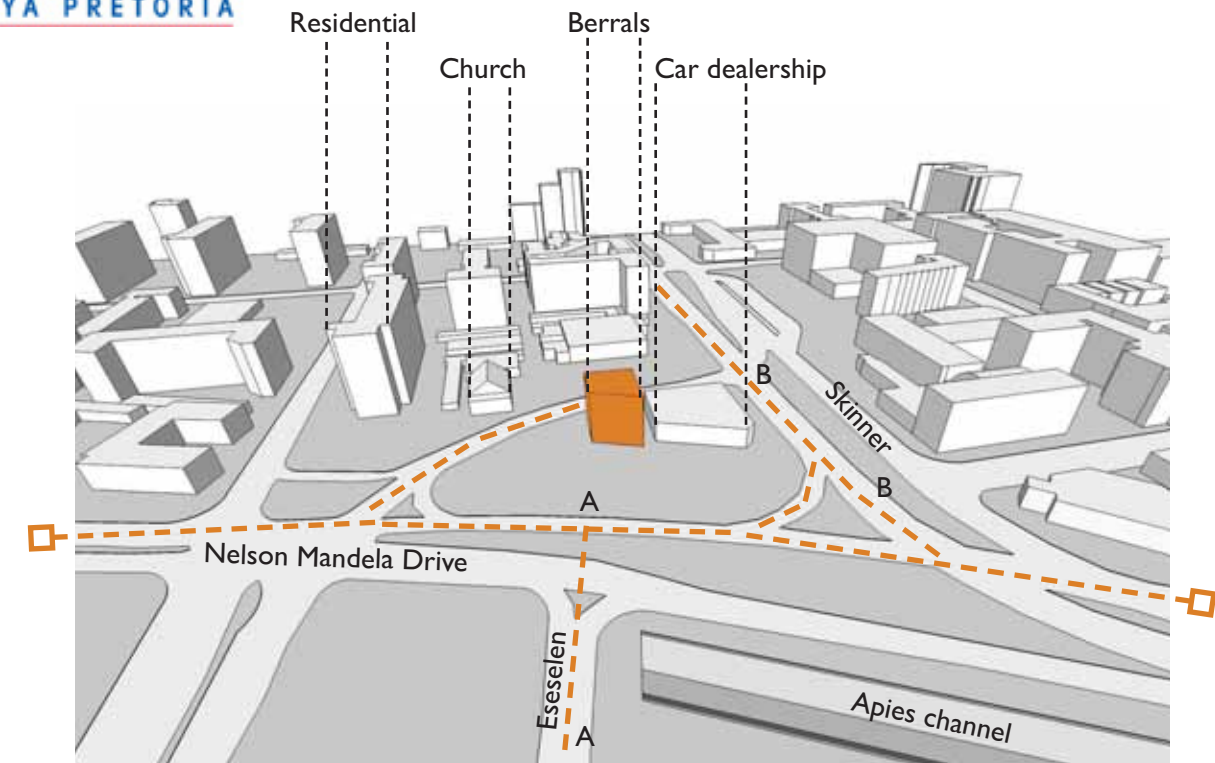 YA PRETORIA
Residential
Berrals
Church
Car dealership
B
Skinner
B
A
Nelson Mandela Drive
Eseselen
A
Apies channel